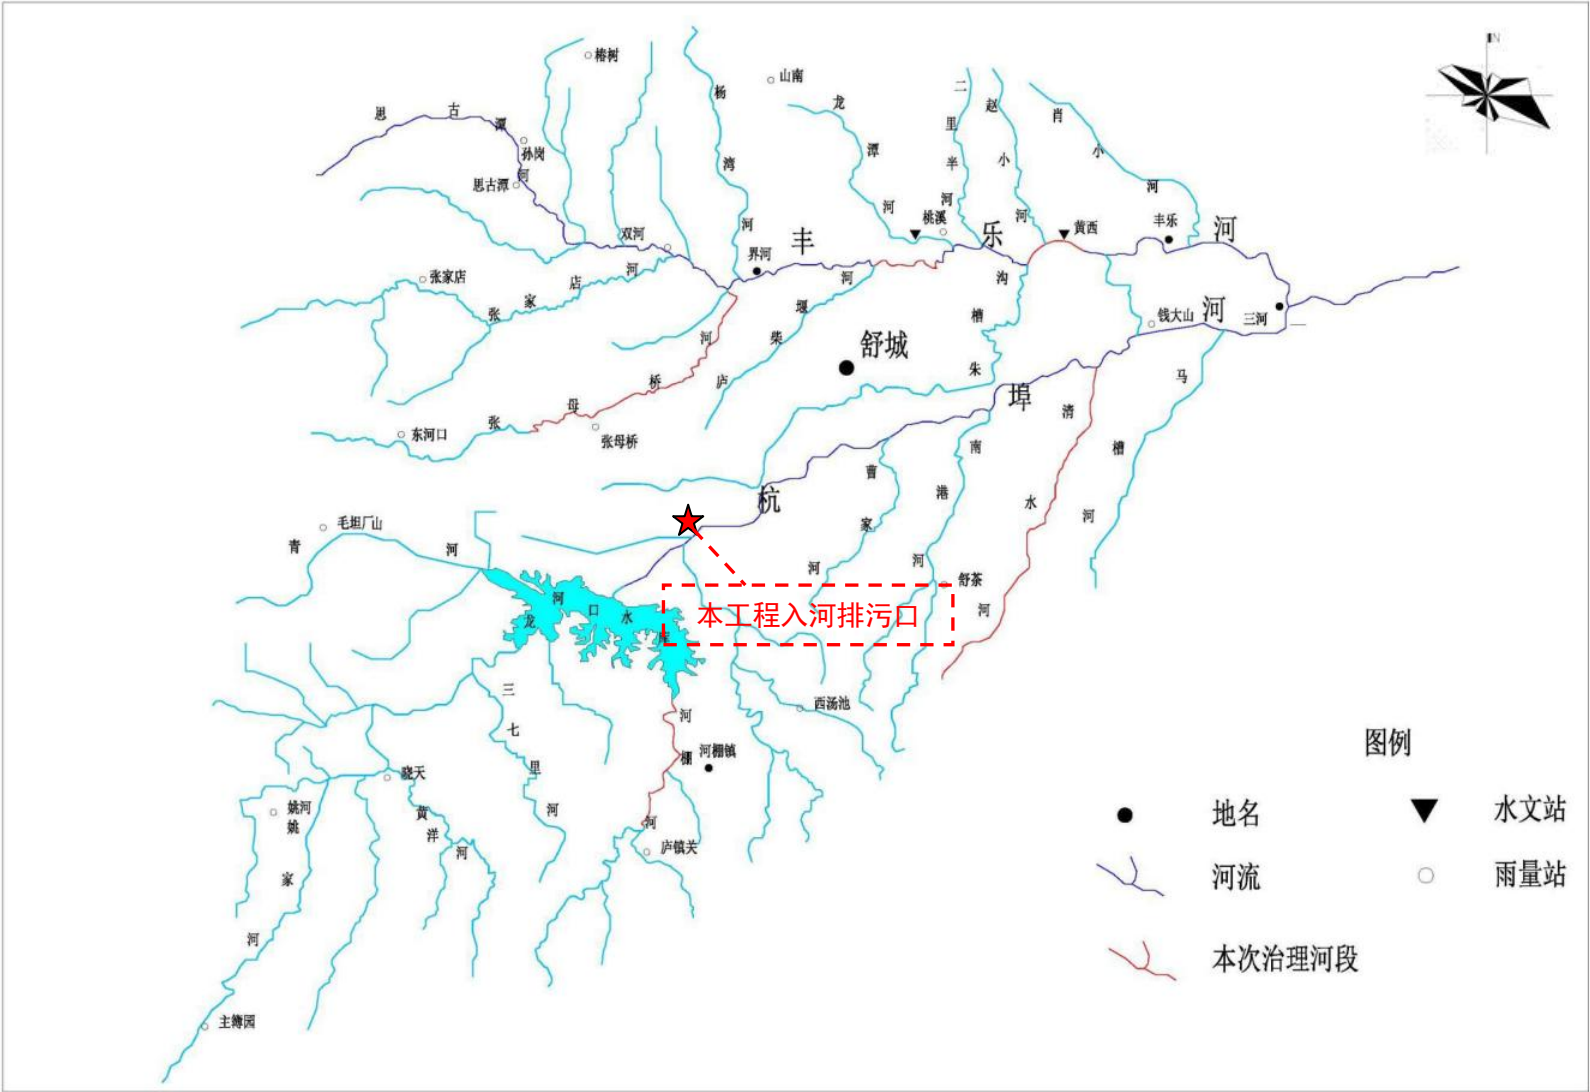 N
椿树
山南
思古潭河
孙岗
思古潭
杨湾河
龙潭河
二里半河
赵小河
肖小河
桃溪
黄西
丰乐
丰乐河
双河
界河
张家店
张家店河
张母桥河
庐柴堰河
朱槽沟
舒城
钱大山
三河
杭埠河
东河口
张母桥
清水河
马槽河
南港河
曹家河
毛坦厂山
青河
舒茶
本工程入河排污口
龙河口水库
三七里河
西汤池
河棚河
河棚镇
图例
晓天
姚河
姚家河
黄洋河
庐镇关
主簿园
地名
水文站
河流
雨量站
本次治理河段